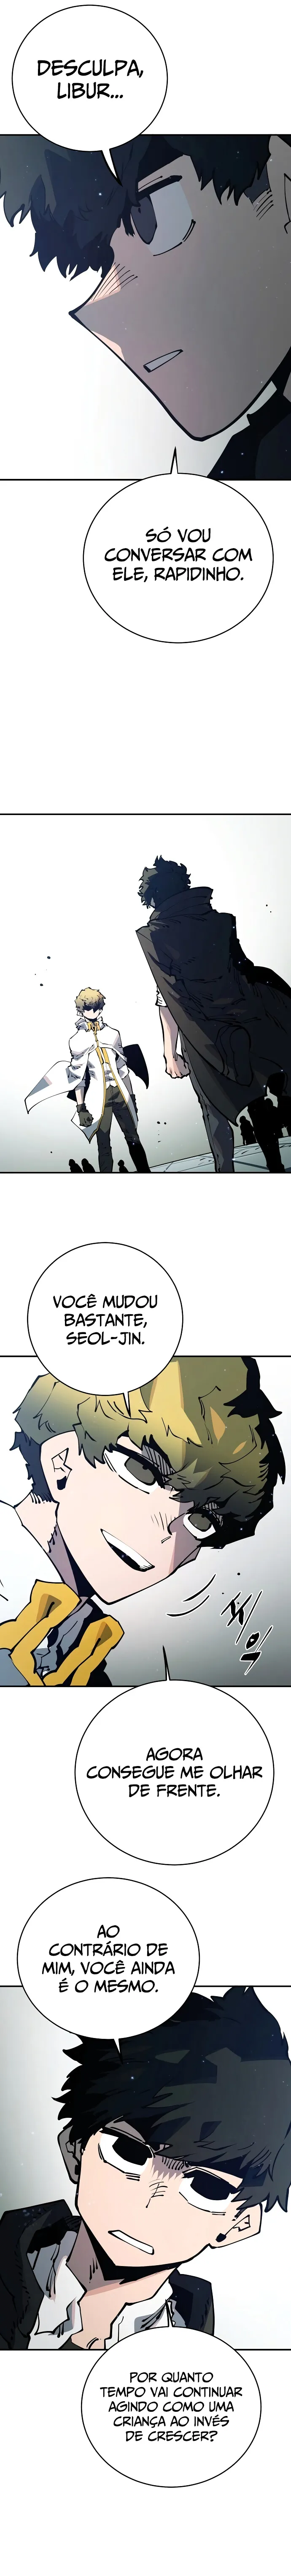 DESCULPA,
LIBUR...
SÓ VOU
CONVERSAR COM
ELE, RAPIDINHO.
VOCÊ MUDOU
BASTANTE,
SEOL-JIN.
AGORA
CONSEGUE ME OLHAR
DE FRENTE.
AO
CONTRÁRIO DE
MIM, VOCÊ AINDA
É O MESMO.
POR QUANTO
TEMPO VAI CONTINUAR
AGINDO COMO UMA
CRIANÇA AO INVÉS
DE CRESCER?